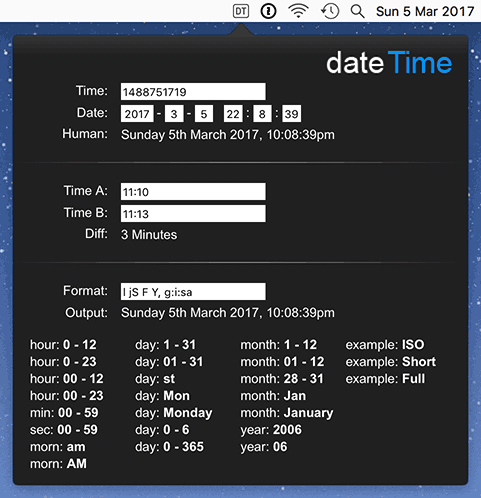 DT Sun 5 Mar 2017
dateTime
Time: 1488751719
Date: 2017 - 3 - 5 22 : 8 : 39
Human: Sunday 5th March 2017, 10:08:39pm
Time A: 11:10
Time B: 11:13
Diff: 3 Minutes
Format: l jS F Y, g:i:sa
Output: Sunday 5th March 2017, 10:08:39pm
hour: 0 - 12 day: 1 - 31 month: 1 - 12 example: ISO
hour: 0 - 23 day: 01 - 31 month: 01 - 12 example: Short
hour: 00 - 12 day: st month: 28 - 31 example: Full
hour: 00 - 23 day: Mon month: Jan
min: 00 - 59 day: Monday month: January
sec: 00 - 59 day: 0 - 6 year: 2006
morn: am day: 0 - 365 year: 06
morn: AM